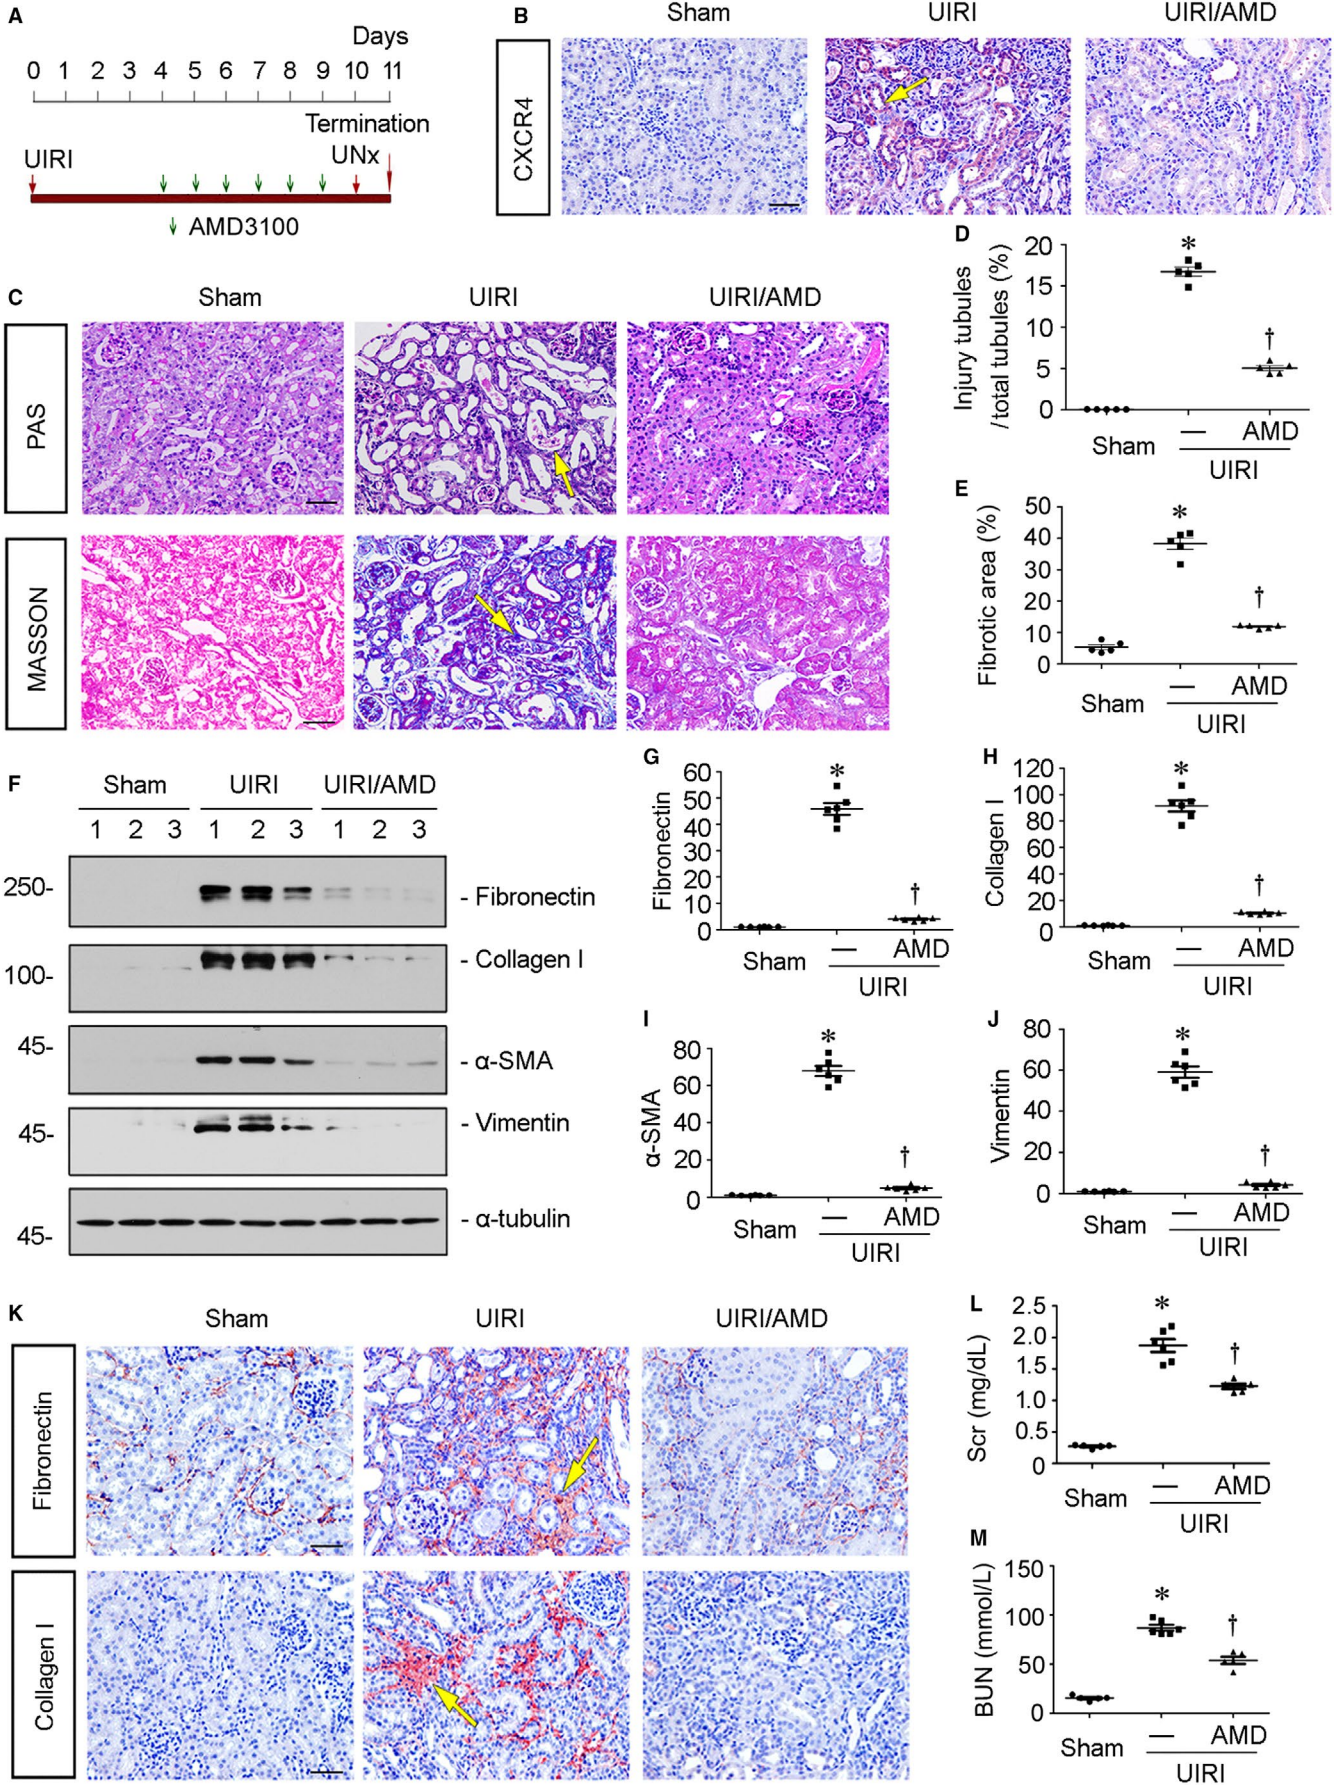 A
Days
0 1 2 3 4 5 6 7 8 9 10 11
Termination
UIRI UNx
AMD3100
B
Sham UIRI UIRI/AMD
CXCR4
C
Sham UIRI UIRI/AMD
PAS
MASSON
D
Injury tubules
/total tubules (%)
20
15
10
5
0
*
†
Sham — AMD
UIRI
E
Fibrotic area (%)
50
40
30
20
10
0
*
†
Sham — AMD
UIRI
F
Sham UIRI UIRI/AMD
1 2 3 1 2 3 1 2 3
250- - Fibronectin
100- - Collagen I
45- - α-SMA
45- - Vimentin
45- - α-tubulin
G
Fibronectin
60
50
40
30
20
10
0
*
†
Sham — AMD
UIRI
H
Collagen I
120
100
80
60
40
20
0
*
†
Sham — AMD
UIRI
I
α-SMA
80
60
40
20
0
*
†
Sham — AMD
UIRI
J
Vimentin
80
60
40
20
0
*
†
Sham — AMD
UIRI
K
Sham UIRI UIRI/AMD
Fibronectin
Collagen I
L
Scr (mg/dL)
2.5
2.0
1.5
1.0
0.5
0
*
†
Sham — AMD
UIRI
M
BUN (mmol/L)
150
100
50
0
*
†
Sham — AMD
UIRI